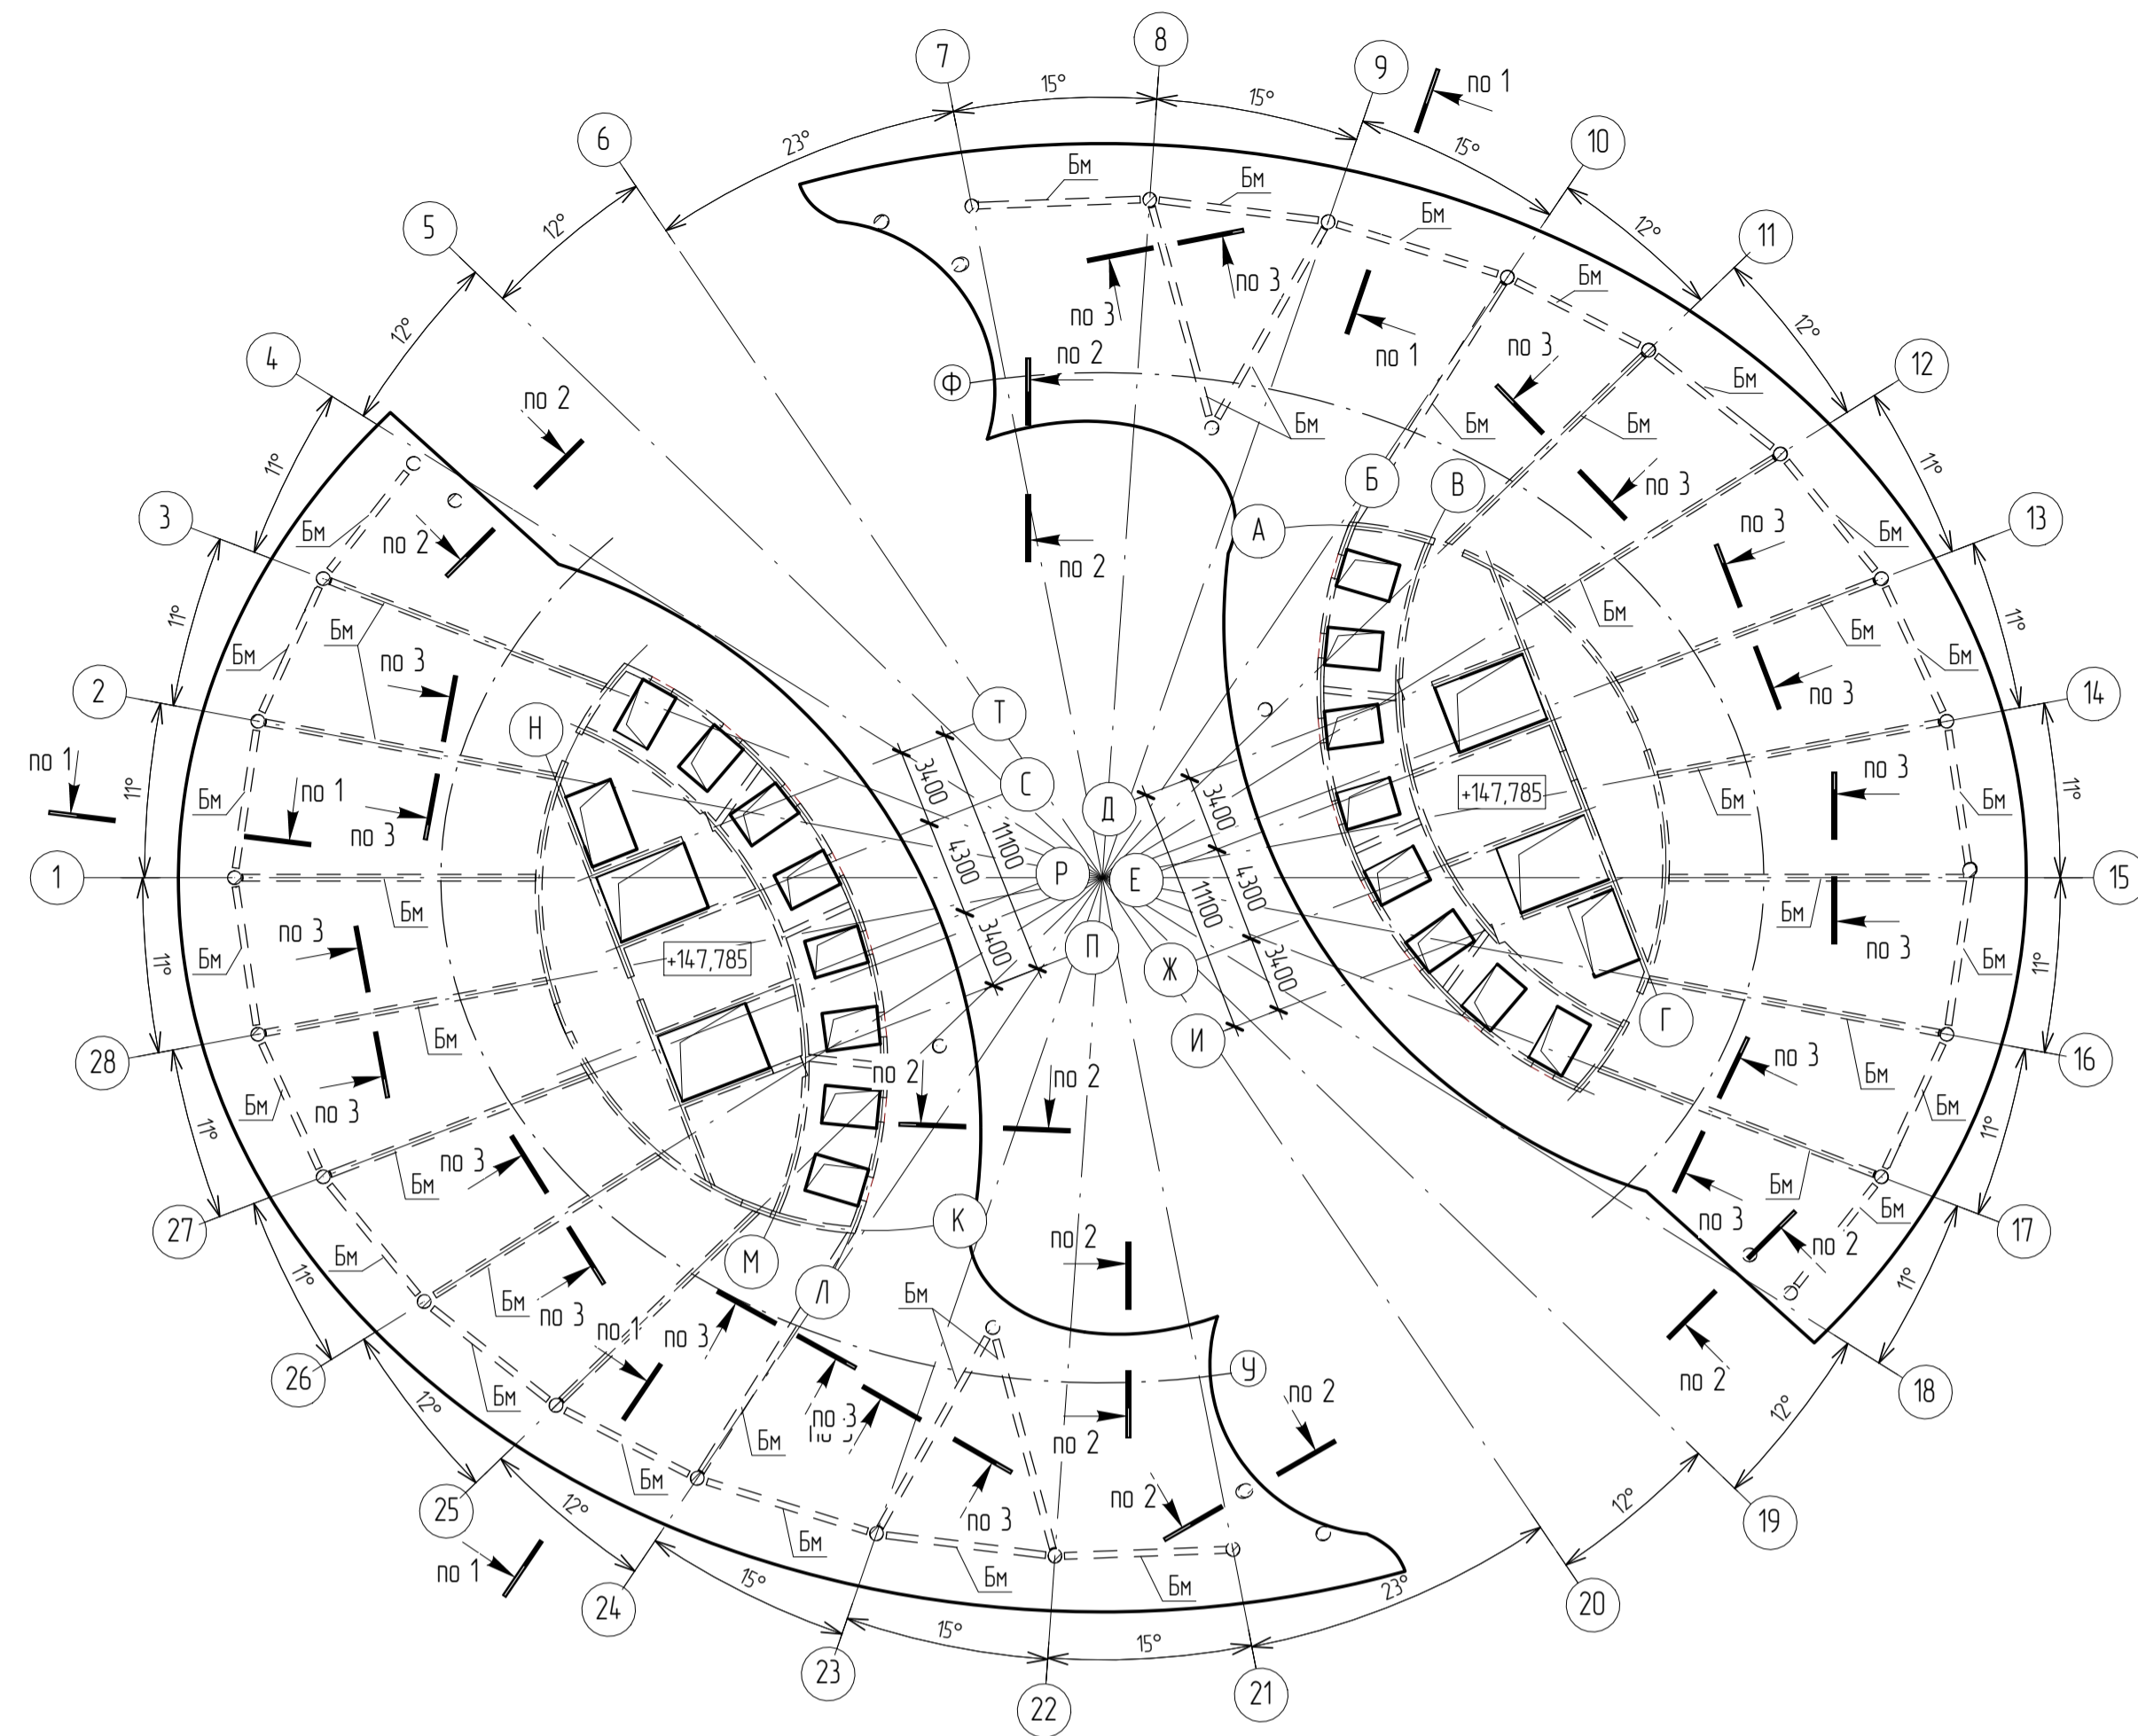 8
7
9
15°
по 1
15°
6
23°
10
15°
Бм
Бм
5
12°
Бм
12°
11
Бм
по 3
по 3
12°
12°
4
по 2
по 1
по 3
12
Ф
Бм
по 2
Бм
Бм
Бм
11°
11°
Б
В
по 3
3
А
13
Бм
по 3
Бм
по 2
по 2
11°
Бм
Бм
11°
Бм
Бм
по 3
Бм
2
по 3
14
Н
Т
по 1
11°
по 1
С
3400
3400
+147,785
по 3
Бм
Бм
11°
Бм
по 3
Д
11100
4300
4300
1
Р
Е
15
Бм
11100
Бм
по 3
по 3
П
3400
Бм
+147,785
Ж
3400
Бм
11°
11°
28
Бм
И
Г
16
по 3
по 2
по 2
по 3
Бм
Бм
Бм
11°
11°
по 3
по 3
Бм
Бм
Бм
27
К
по 3
17
по 2
по 2
Бм
М
11°
Л
Бм
11°
Бм
по 3
по 1
по 3
26
У
по 2
по 2
18
12°
Бм
по 3
по 3
Бм
по 2
12°
Бм
25
12°
по 2
12°
19
по 3
Бм
Бм
Бм
по 1
15°
23°
24
20
15°
15°
23
21
22